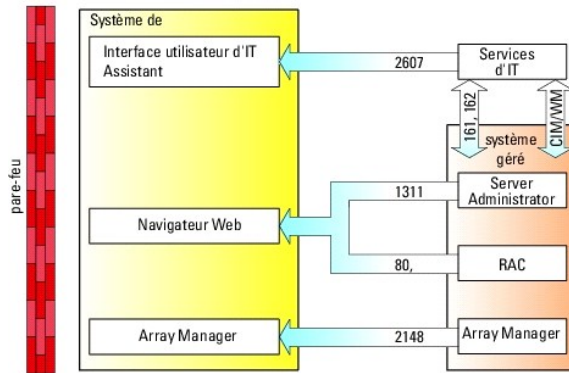 Système de
Interface utilisateur d'IT
Assistant
2607
Services
d'IT
161, 162
CIM/WM
système
géré
pare-feu
1311
Server
Administrator
Navigateur Web
80,
RAC
Array Manager
2148
Array Manager